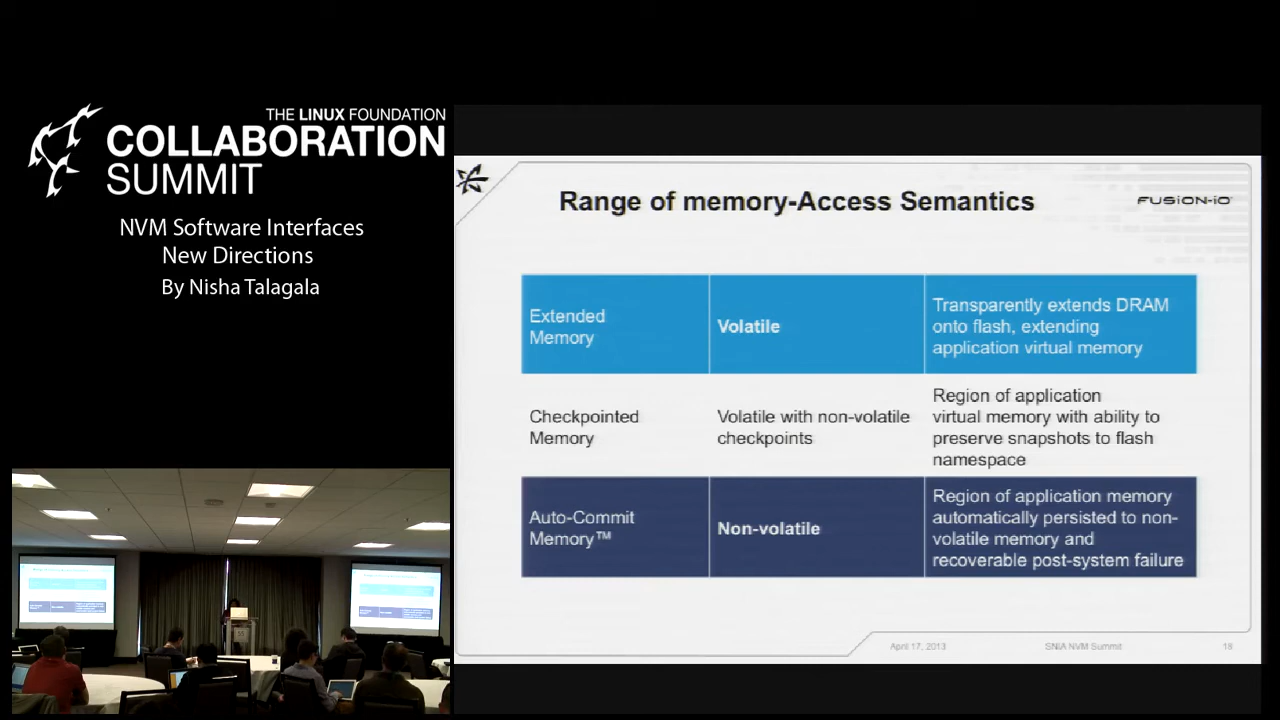 THE LINUX FOUNDATION
COLLABORATION
SUMMIT
NVM Software Interfaces
New Directions
By Nisha Talagala
Range of memory-Access Semantics
FUSiON-iO
Extended
Memory
Volatile
Transparently extends DRAM
onto flash, extending
application virtual memory
Checkpointed
Memory
Volatile with non-volatile
checkpoints
Region of application
virtual memory with ability to
preserve snapshots to flash
namespace
Auto-Commit
Memory™
Non-volatile
Region of application memory
automatically persisted to non-
volatile memory and
recoverable post-system failure
April 17, 2013
SNIA NVM Summit